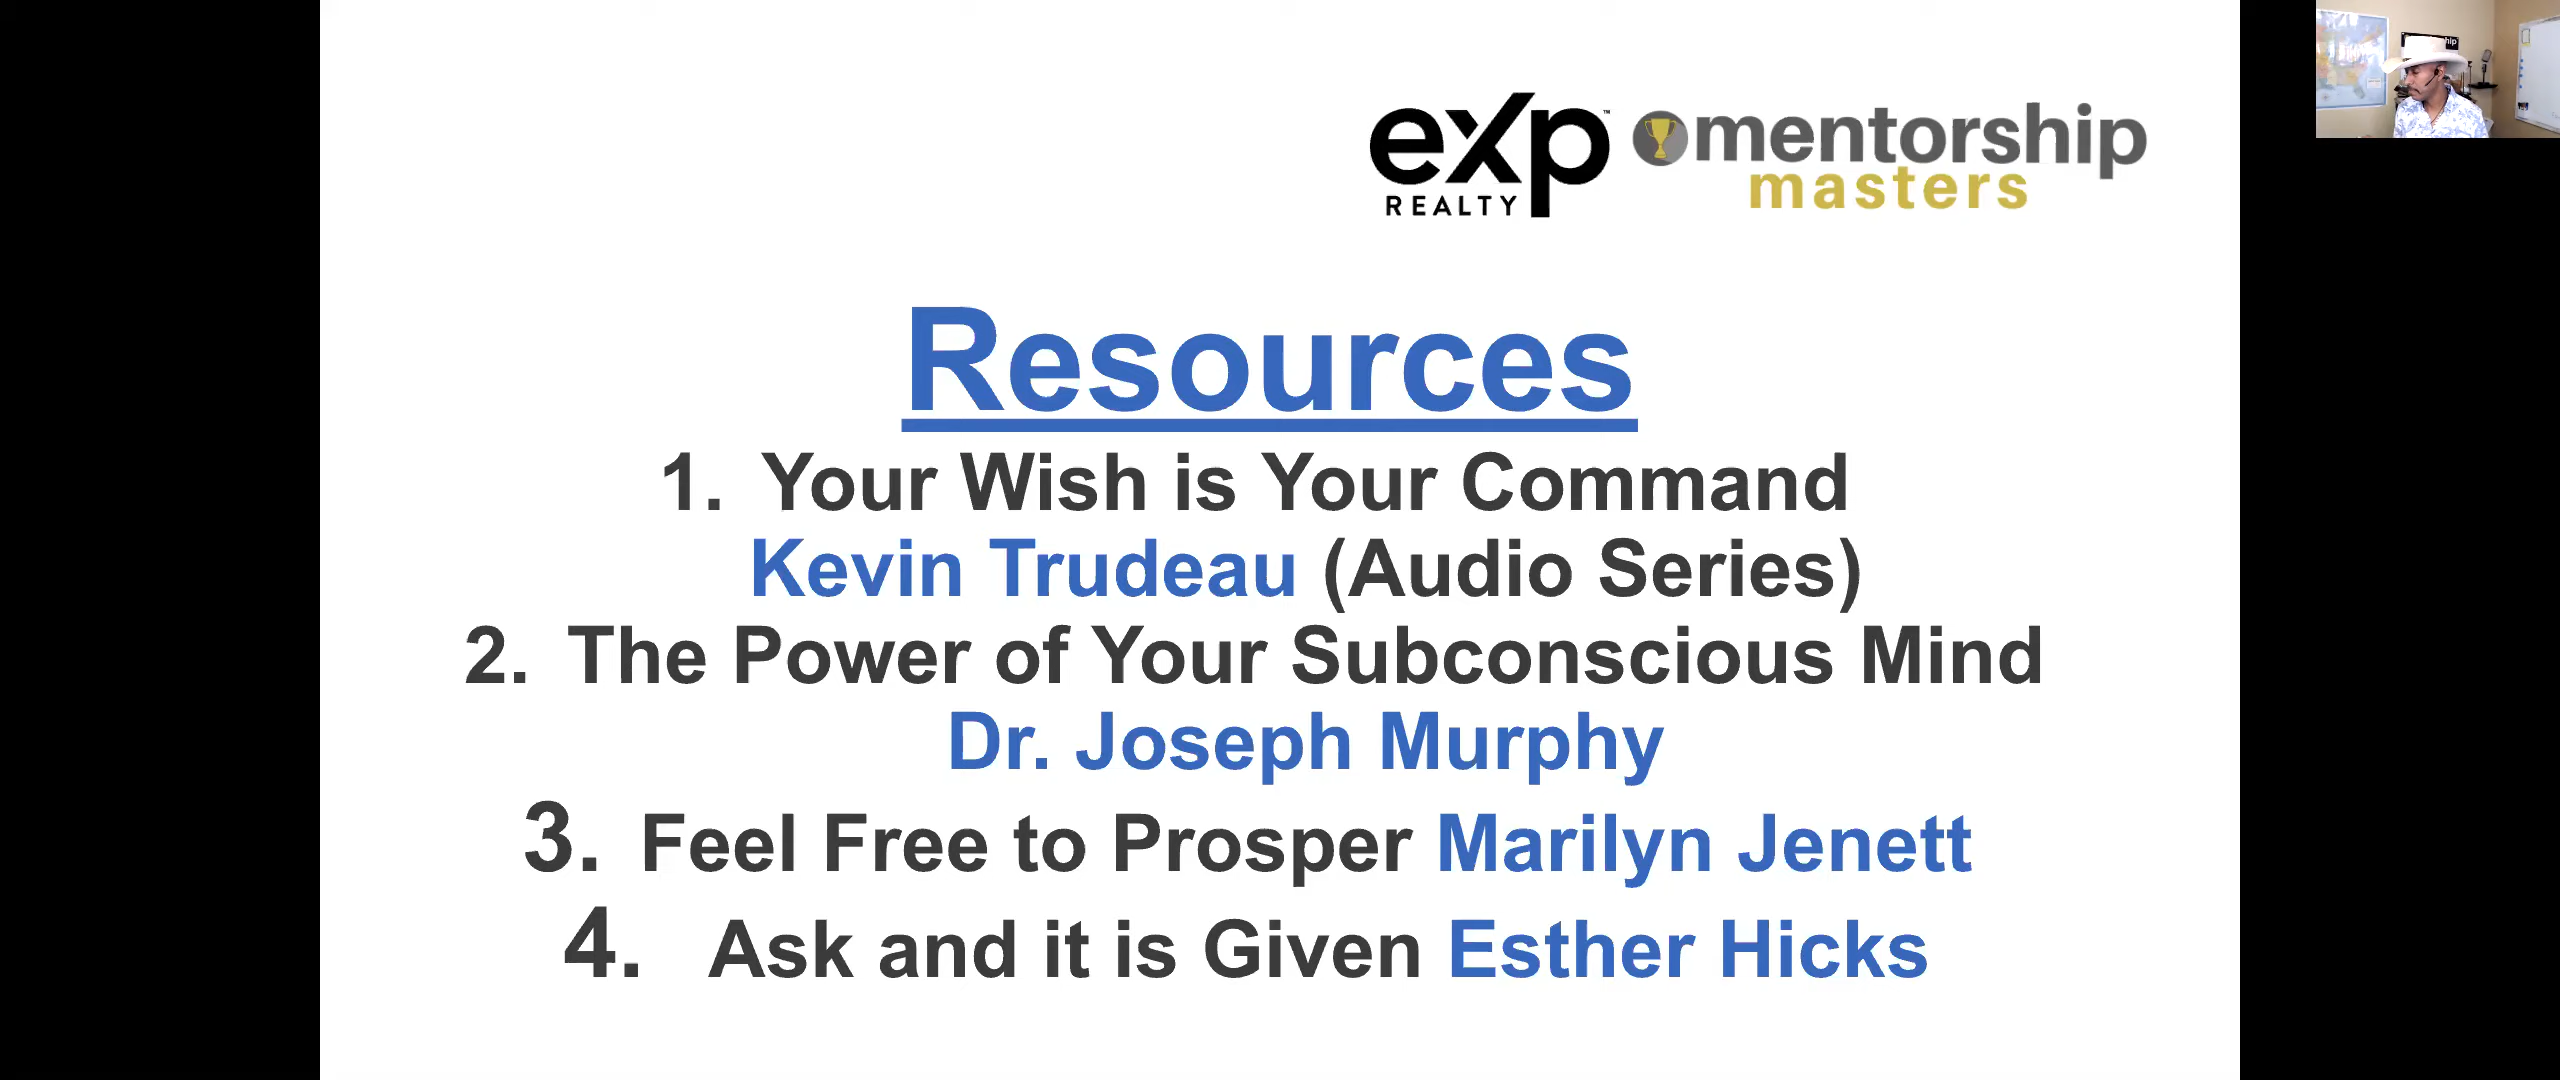 eXp
REALTY
mentorship
masters
Resources
1. Your Wish is Your Command
Kevin Trudeau (Audio Series)
2. The Power of Your Subconscious Mind
Dr. Joseph Murphy
3. Feel Free to Prosper Marilyn Jenett
4. Ask and it is Given Esther Hicks